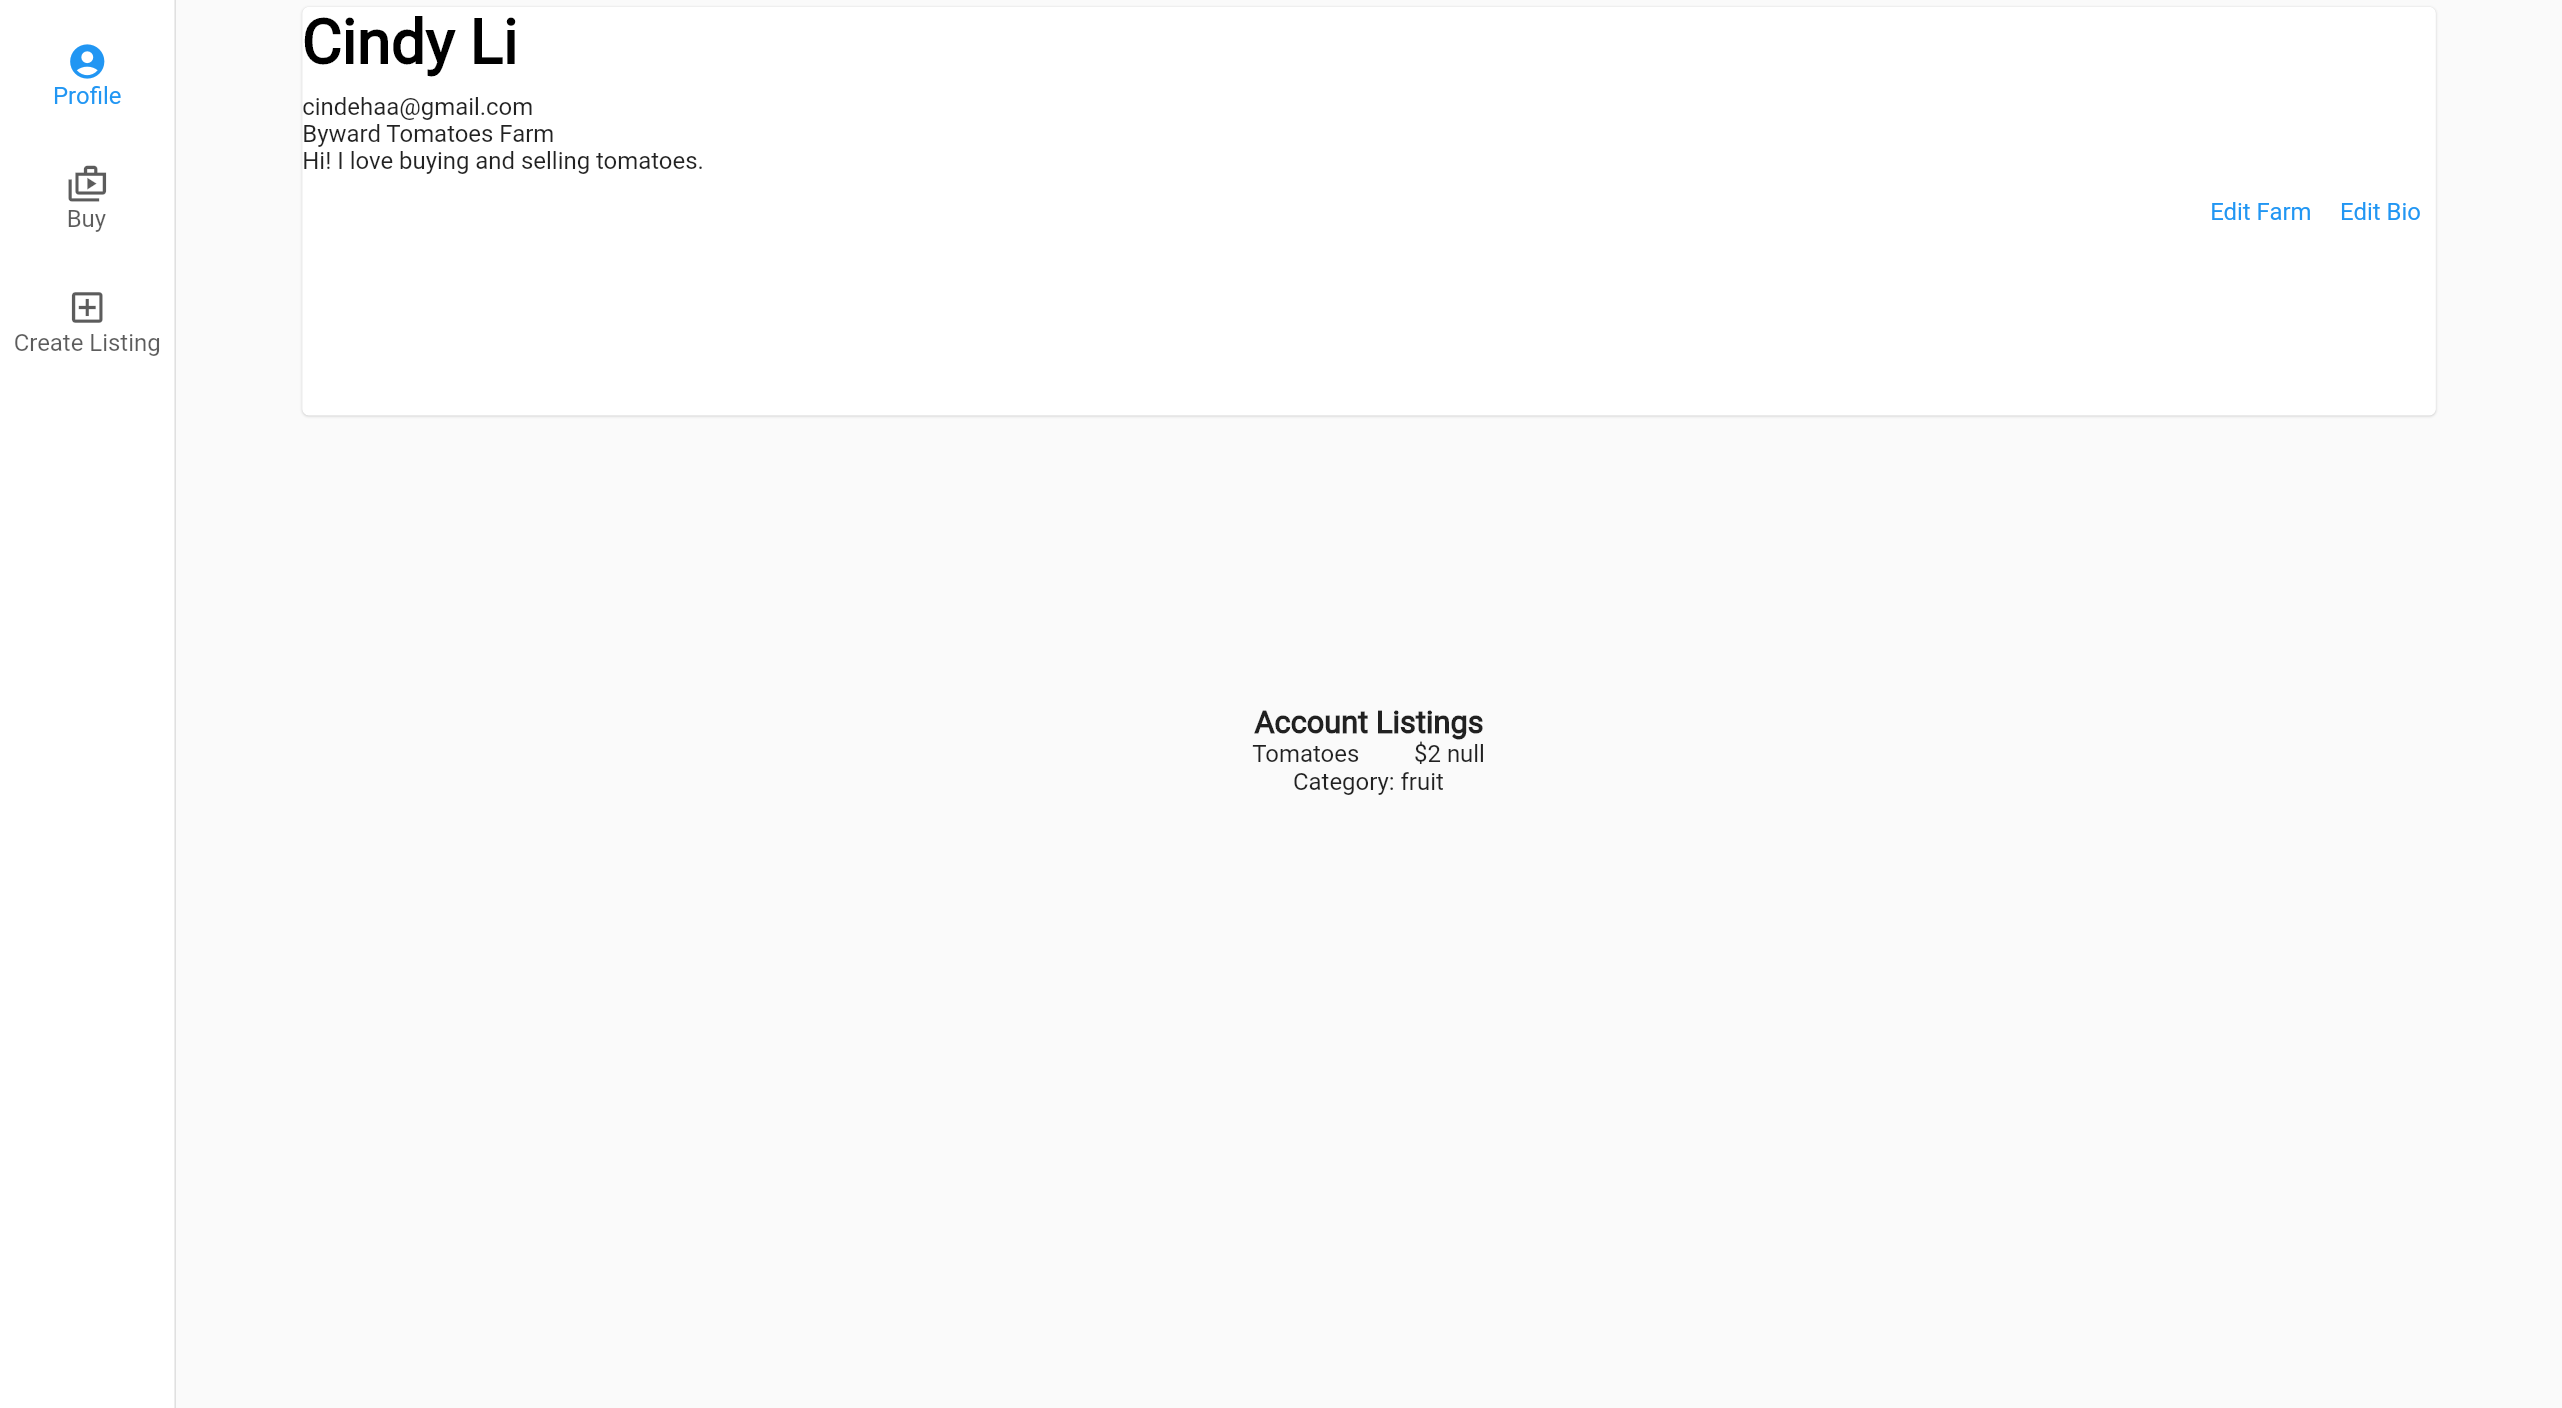 Profile
Buy
Create Listing
Cindy Li
cindehaa@gmail.com
Byward Tomatoes Farm
Hi! I love buying and selling tomatoes.
Edit Farm Edit Bio
Account Listings
Tomatoes $2 null
Category: fruit